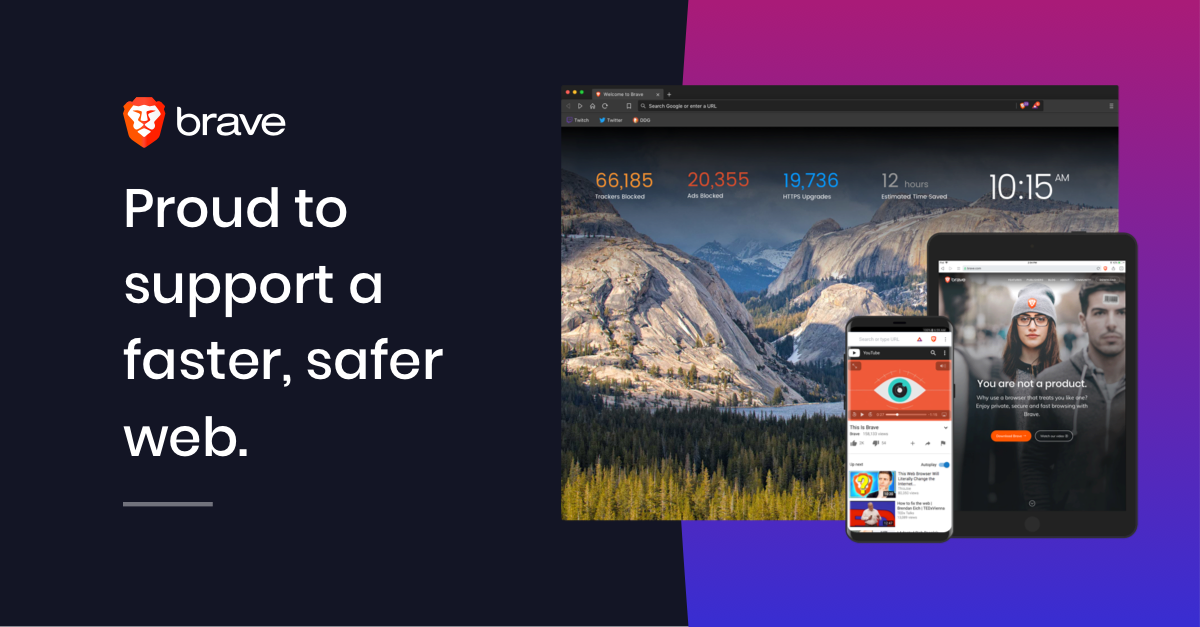 brave
Proud to
support a
faster, safer
web.
Welcome to Brave
Search Google or enter a URL
Twitch
Twitter
DDG
66,185
Trackers Blocked
20,355
Ads Blocked
19,736
HTTPS Upgrades
12 hours
Estimated Time Saved
10:15 AM
brave
You are not a product.
Why use a browser that treats you like one?
Enjoy private, secure and fast browsing with
Brave.
Search or type URL
YouTube
This Is Brave
Brave
Up next
Autoplay
This Web Browser Will
Literally Change the
Internet...
How to fix the web |
Brendan Eich | TEDxVienna